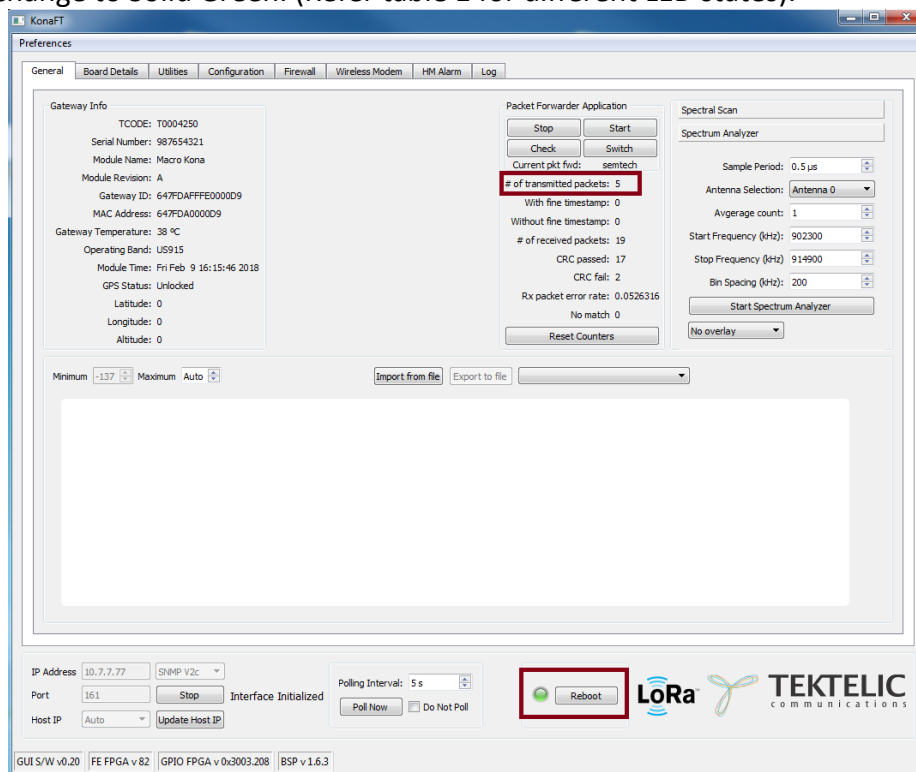 change to Solid Green. (Refer table 2 for different LED states).
KonaFT
Preferences
General Board Details Utilities Configuration Firewall Wireless Modem HM Alarm Log
Gateway Info
TCODE: T0004250
Serial Number: 987654321
Module Name: Macro Kona
Module Revision: A
Gateway ID: 647FDAFFFE0000D9
MAC Address: 647FDA0000D9
Gateway Temperature: 38 ºC
Operating Band: US915
Module Time: Fri Feb 9 16:15:46 2018
GPS Status: Unlocked
Latitude: 0
Longitude: 0
Altitude: 0
Packet Forwarder Application
Stop Start
Check Switch
Current pkt fwd: semtech
# of transmitted packets: 5
With fine timestamp: 0
Without fine timestamp: 0
# of received packets: 19
CRC passed: 17
CRC fail: 2
Rx packet error rate: 0.0526316
No match 0
Reset Counters
Spectral Scan
Spectrum Analyzer
Sample Period: 0.5 µs
Antenna Selection: Antenna 0
Avgerage count: 1
Start Frequency (kHz): 902300
Stop Frequency (kHz) 914900
Bin Spacing (kHz): 200
Start Spectrum Analyzer
No overlay
Minimum -137 Maximum Auto Import from file Export to file
IP Address 10.7.7.77 SNMP V2c
Port 161 Stop Interface Initialized
Host IP Auto Update Host IP
Polling Interval: 5 s
Poll Now Do Not Poll
Reboot
LoRa
TEKTELIC
communications
GUI S/W v0.20 FE FPGA v 82 GPIO FPGA v 0x3003.208 BSP v 1.6.3